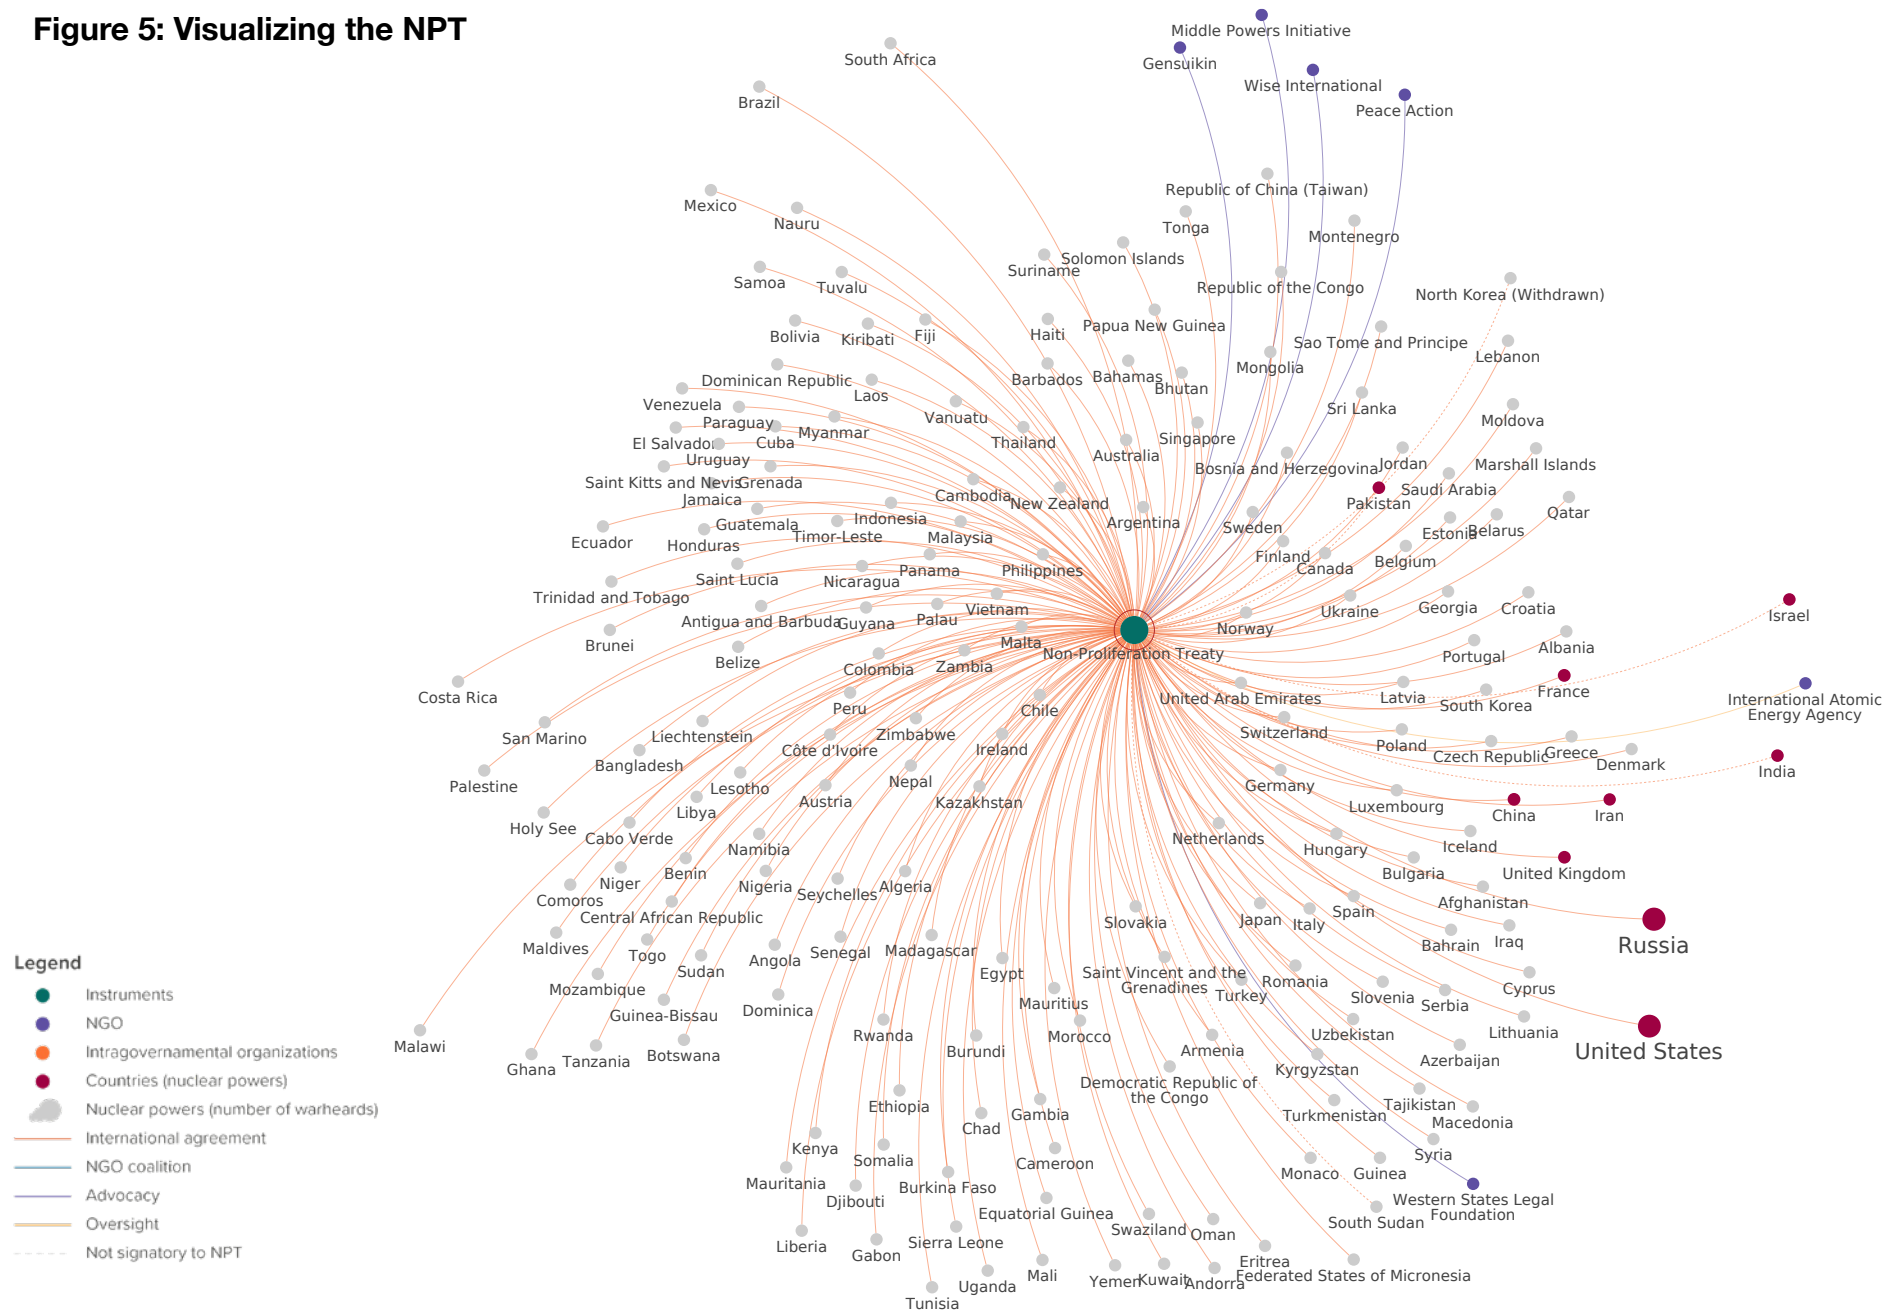 Figure 5: Visualizing the NPT
Middle Powers Initiative
South Africa
Gensuikin
Wise International
Brazil
Peace Action
Republic of China (Taiwan)
Mexico
Nauru
Tonga
Montenegro
Solomon Islands
Suriname
Samoa
Tuvalu
Republic of the Congo
North Korea (Withdrawn)
Papua New Guinea
Haiti
Bolivia
Kiribati
Fiji
Sao Tome and Principe
Lebanon
Mongolia
Bahamas
Barbados
Dominican Republic
Bhutan
Laos
Venezuela
Sri Lanka
Vanuatu
Moldova
Paraguay
Myanmar
Singapore
El Salvador
Cuba
Thailand
Australia
Uruguay
Bosnia and Herzegovina
Jordan
Marshall Islands
Saint Kitts and Nevis
Grenada
Saudi Arabia
Jamaica
Cambodia
New Zealand
Pakistan
Qatar
Guatemala
Indonesia
Argentina
Sweden
Estonia
Belarus
Timor-Leste
Malaysia
Ecuador
Honduras
Finland
Canada
Belgium
Saint Lucia
Nicaragua
Panama
Philippines
Trinidad and Tobago
Vietnam
Ukraine
Georgia
Croatia
Israel
Antigua and Barbuda
Guyana
Palau
Norway
Brunei
Malta
Non-Proliferation Treaty
Portugal
Albania
Belize
Colombia
Zambia
Costa Rica
Peru
Chile
United Arab Emirates
Latvia
South Korea
France
International Atomic
Energy Agency
San Marino
Liechtenstein
Côte d'Ivoire
Zimbabwe
Ireland
Switzerland
Poland
Czech Republic
Greece
Denmark
Bangladesh
India
Palestine
Lesotho
Nepal
Germany
Libya
Austria
Kazakhstan
Luxembourg
China
Iran
Holy See
Cabo Verde
Netherlands
Iceland
Namibia
Hungary
Benin
Bulgaria
United Kingdom
Niger
Nigeria
Seychelles
Algeria
Comoros
Afghanistan
Central African Republic
Slovakia
Japan
Italy
Spain
Maldives
Togo
Senegal
Madagascar
Bahrain
Iraq
Russia
Sudan
Angola
Egypt
Saint Vincent and the
Grenadines
Romania
Mozambique
Turkey
Slovenia
Serbia
Cyprus
Dominica
Mauritius
Guinea-Bissau
Uzbekistan
Lithuania
Rwanda
Morocco
Malawi
Botswana
Burundi
Armenia
United States
Ghana
Tanzania
Azerbaijan
Kyrgyzstan
Democratic Republic of
the Congo
Ethiopia
Gambia
Tajikistan
Turkmenistan
Chad
Macedonia
Kenya
Somalia
Cameroon
Syria
Mauritania
Monaco
Guinea
Djibouti
Burkina Faso
Western States Legal
Foundation
Equatorial Guinea
Swaziland
Oman
South Sudan
Liberia
Gabon
Sierra Leone
Eritrea
Mali
Yemen
Kuwait
Andorra
Federated States of Micronesia
Uganda
Tunisia
Legend
Instruments
NGO
Intragovernamental organizations
Countries (nuclear powers)
Nuclear powers (number of warheards)
International agreement
NGO coalition
Advocacy
Oversight
Not signatory to NPT